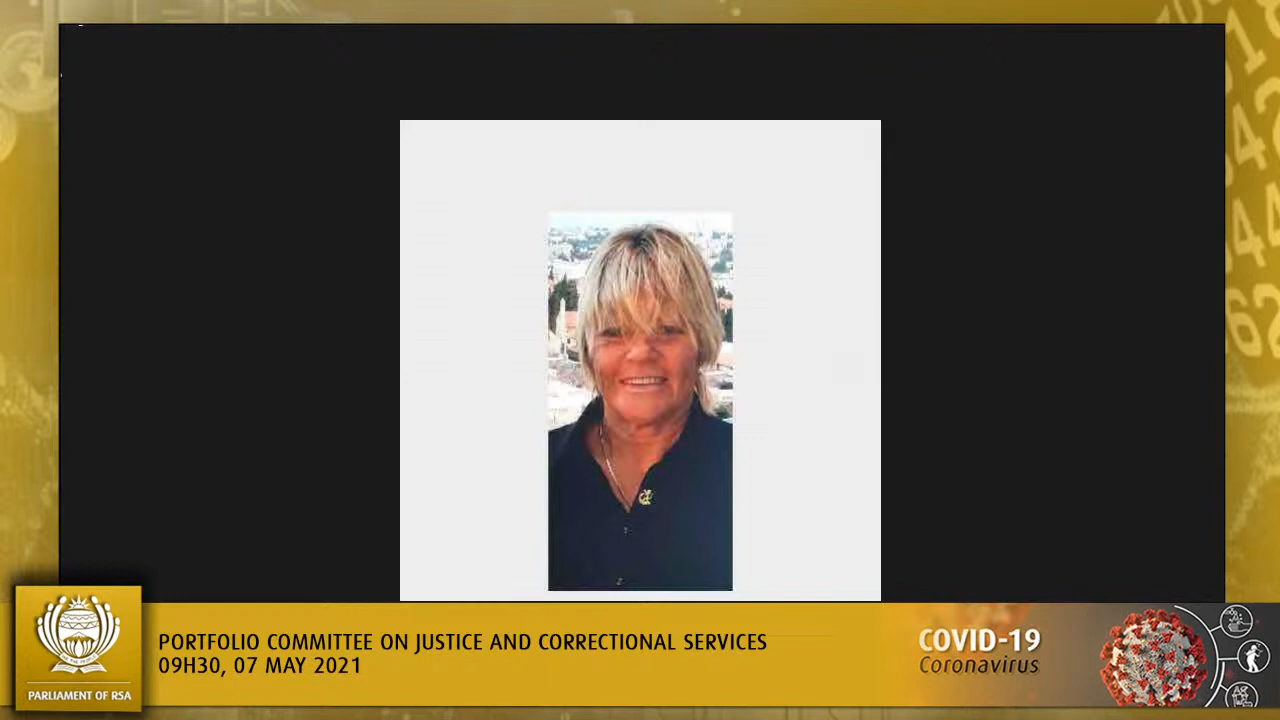 PORTFOLIO COMMITTEE ON JUSTICE AND CORRECTIONAL SERVICES
09H30, 07 MAY 2021
PARLIAMENT OF RSA
COVID-19
Coronavirus